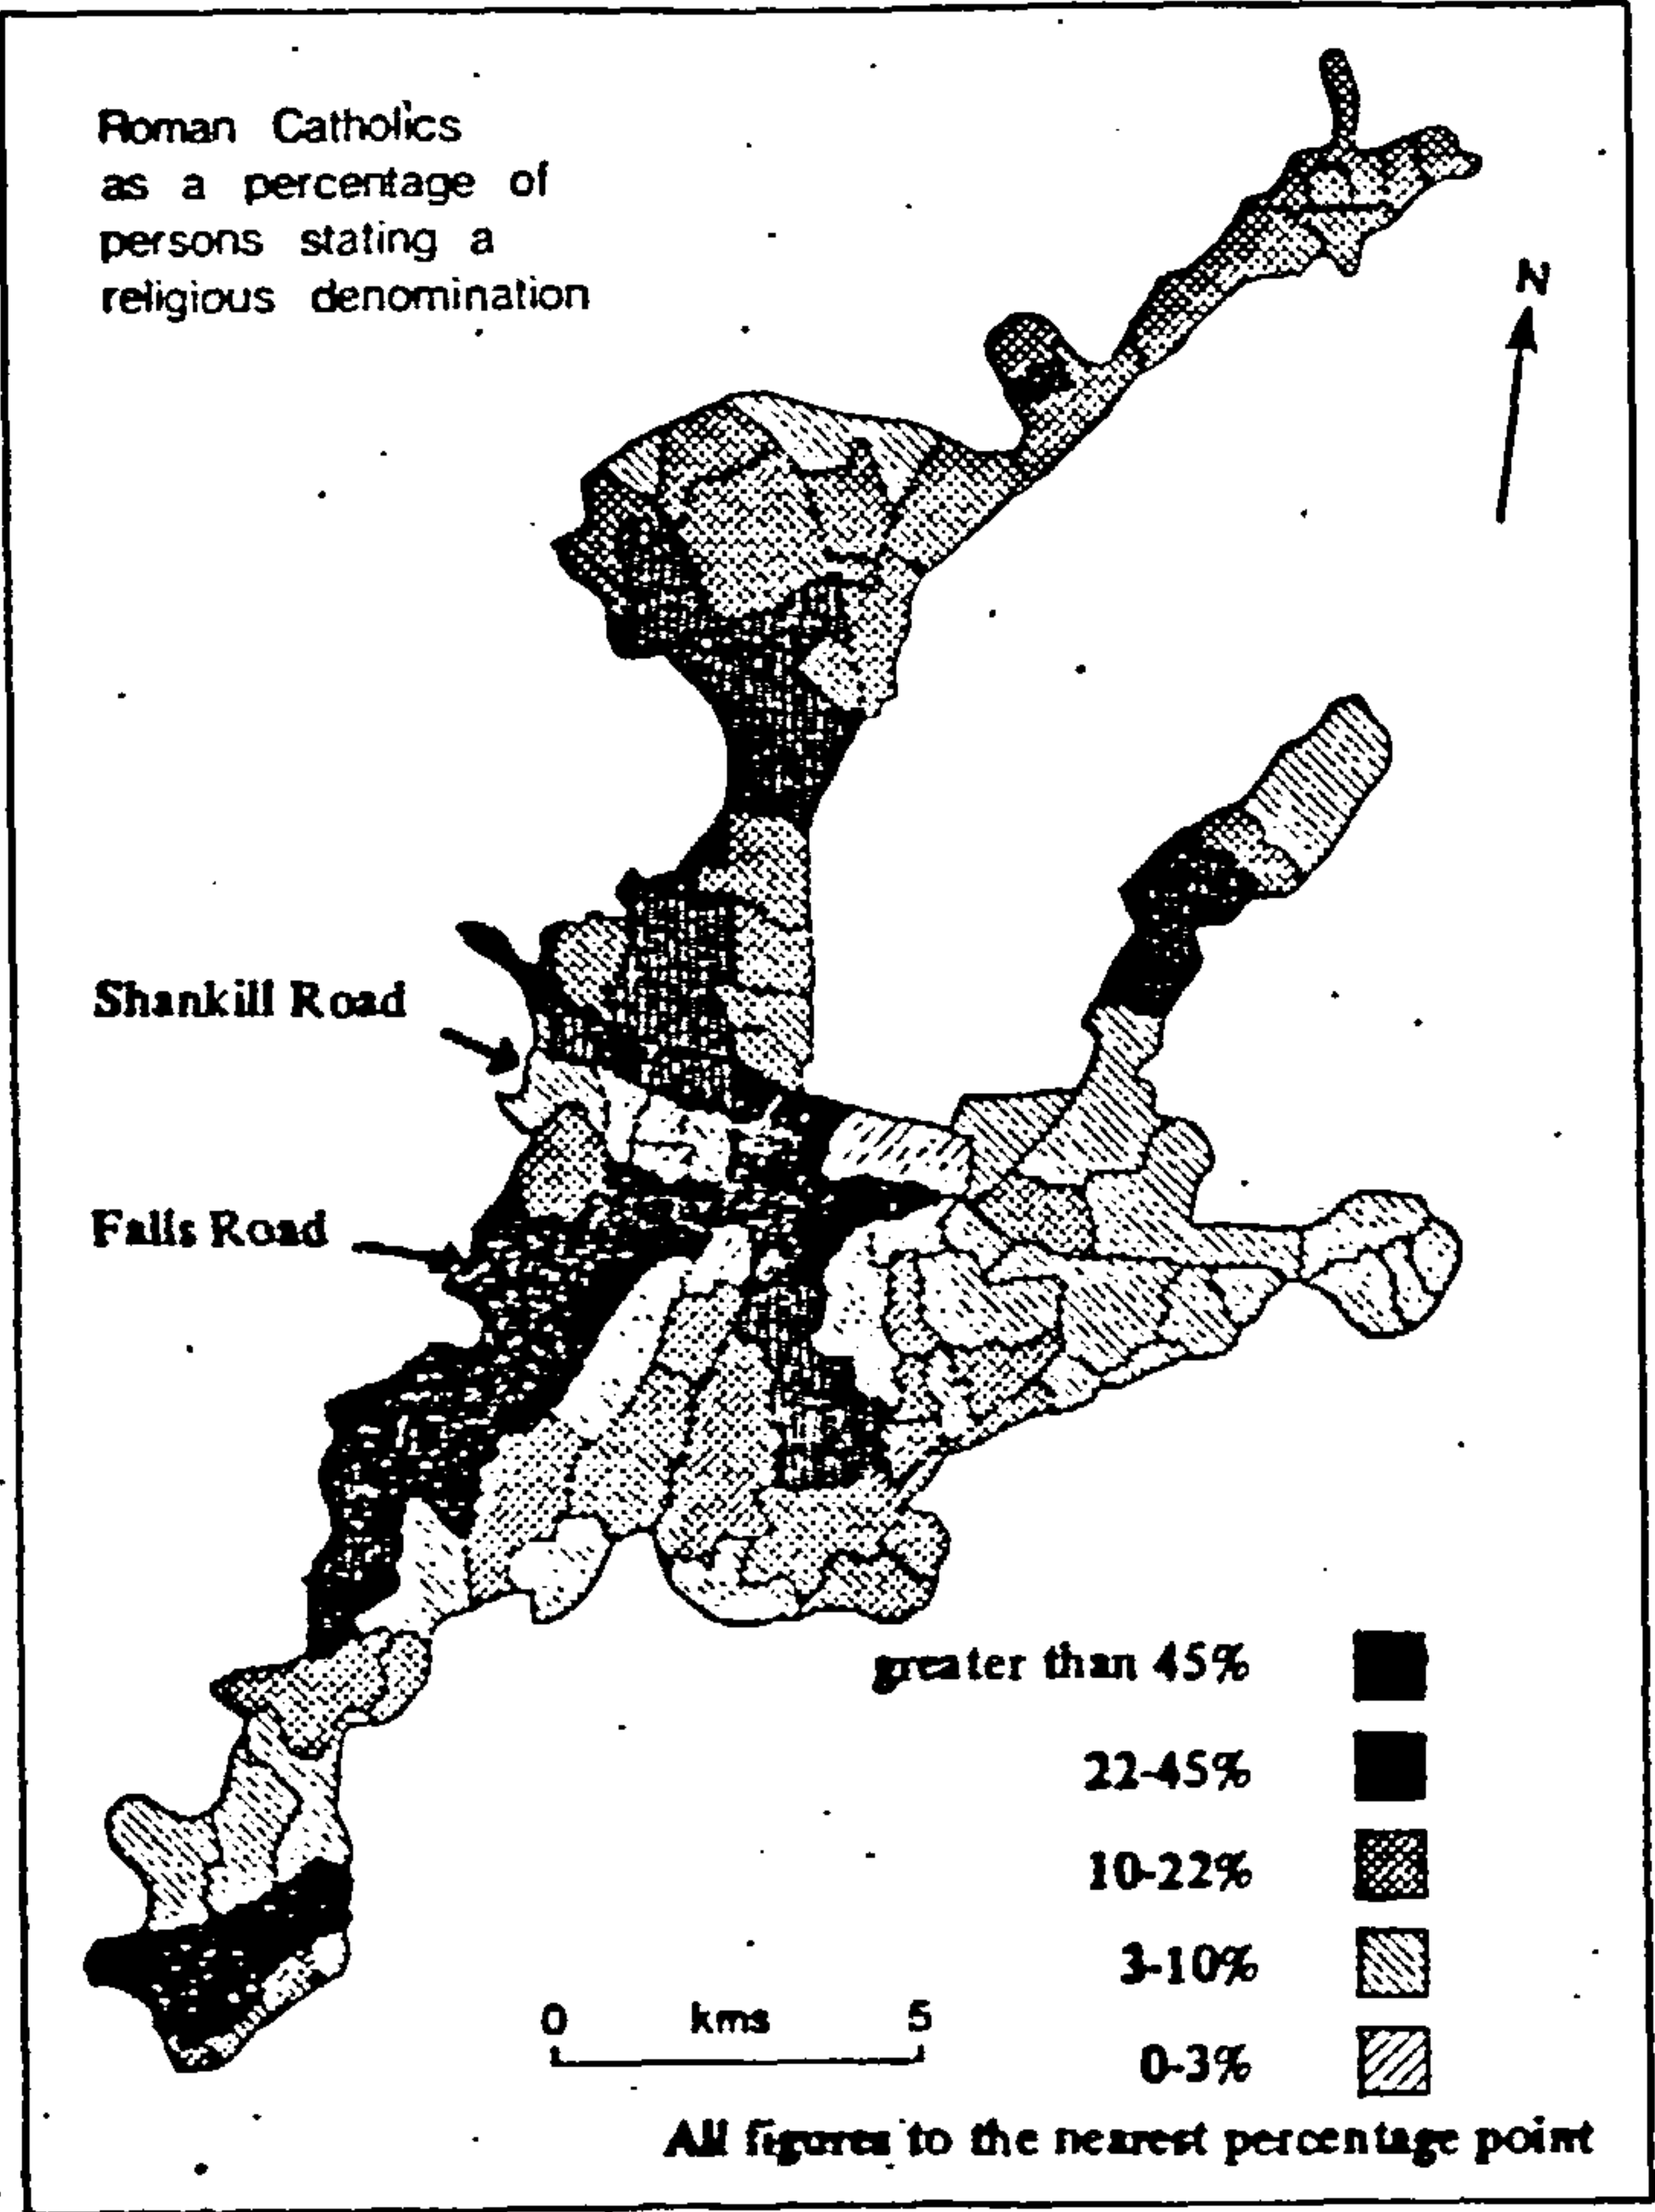 Roman Catholics
as a percentage of
persons stating a
religious denomination
N
Shankill Road
Falls Road
greater than 45%
22-45%
10-22%
3-10%
0-3%
0 kms 5
All figures to the nearest percentage point